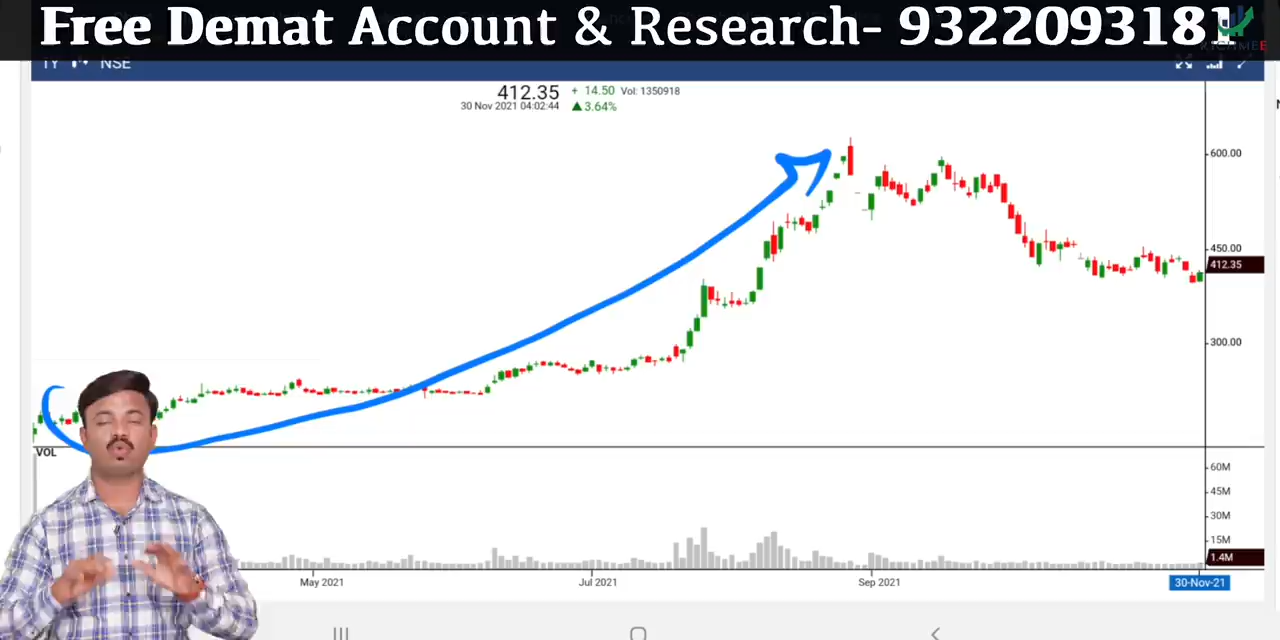 Free Demat Account & Research- 9322093181
RICHMEE
1Y NSE
412.35 + 14.50 Vol: 1350918
30 Nov 2021 04:02:44 ▲3.64%
600.00
450.00
412.35
300.00
VOL
60M
45M
30M
15M
1.4M
May 2021 Jul 2021 Sep 2021 30-Nov-21